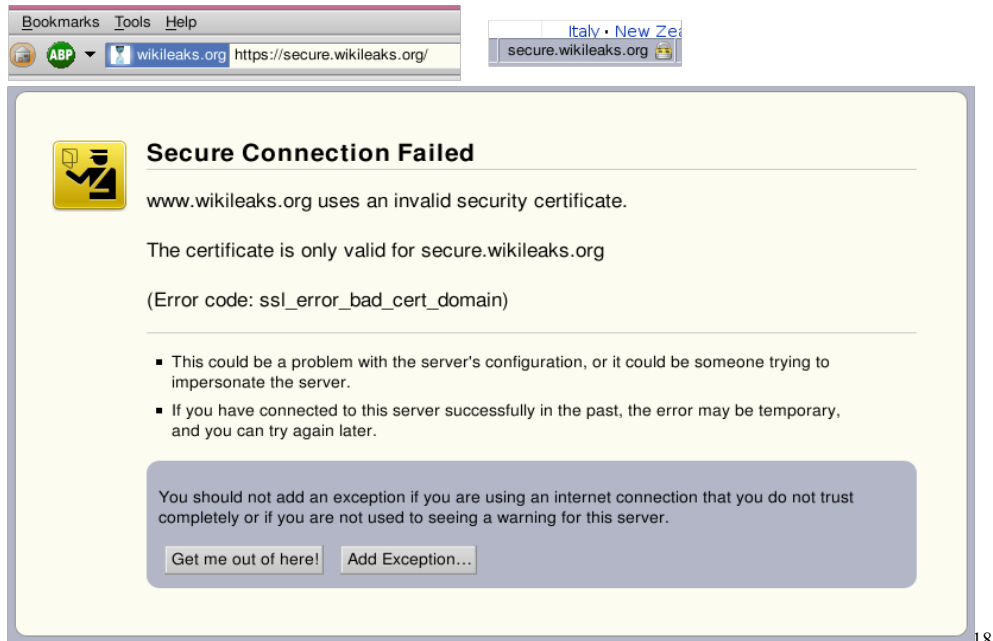 Bookmarks Tools Help
ABP wikileaks.org https://secure.wikileaks.org/
Italy • New Zea
secure.wikileaks.org
Secure Connection Failed
www.wikileaks.org uses an invalid security certificate.
The certificate is only valid for secure.wikileaks.org
(Error code: ssl_error_bad_cert_domain)
▪ This could be a problem with the server's configuration, or it could be someone trying to
impersonate the server.
▪ If you have connected to this server successfully in the past, the error may be temporary,
and you can try again later.
You should not add an exception if you are using an internet connection that you do not trust
completely or if you are not used to seeing a warning for this server.
Get me out of here! Add Exception...
18